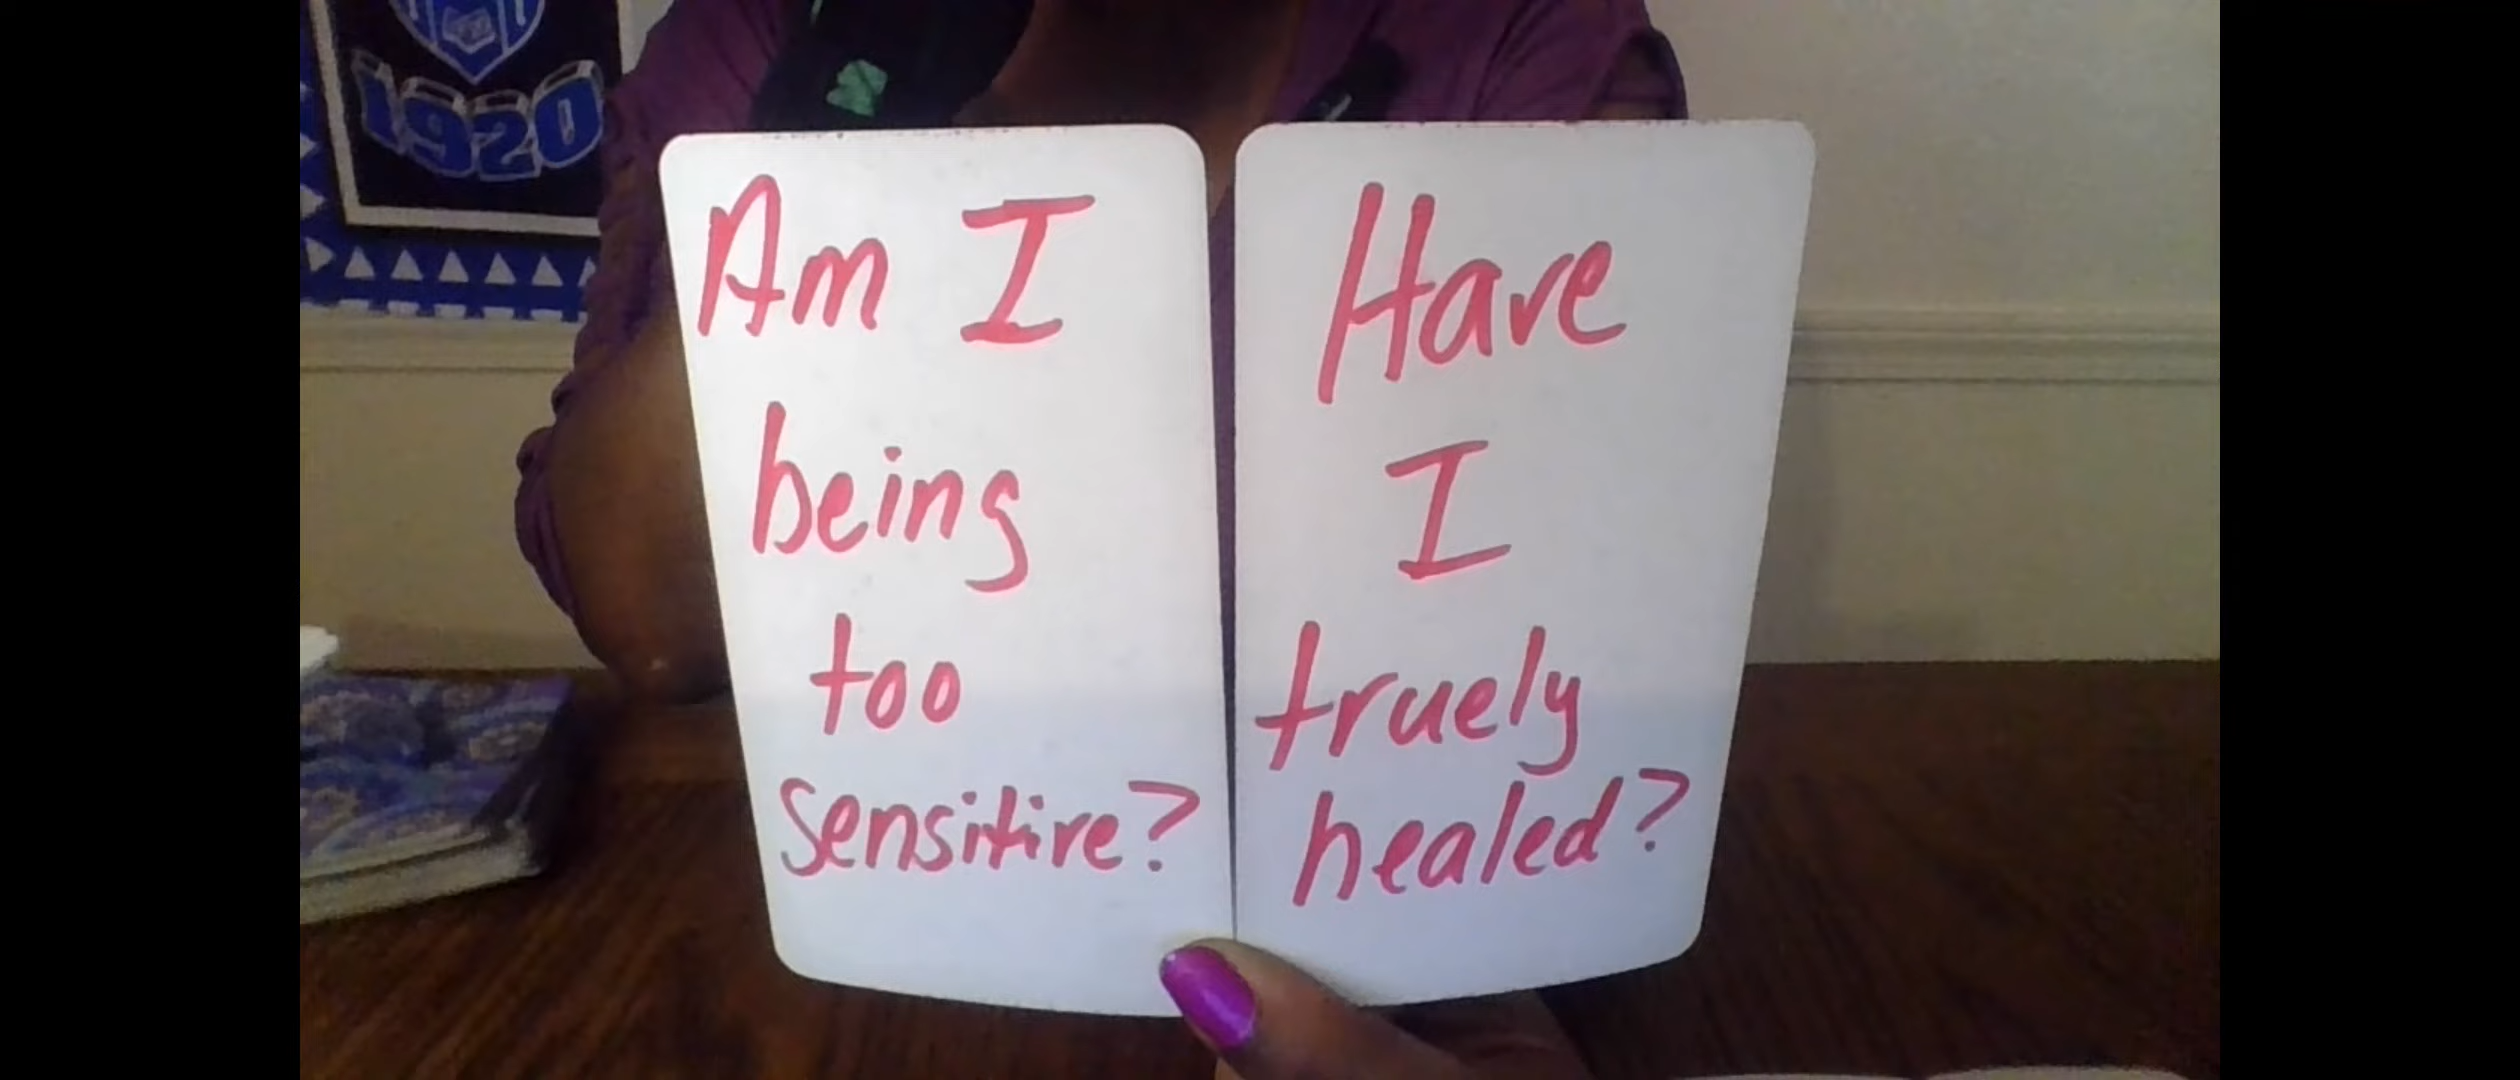 1920
Am I
being
too
sensitive?
Have
I
truely
healed?